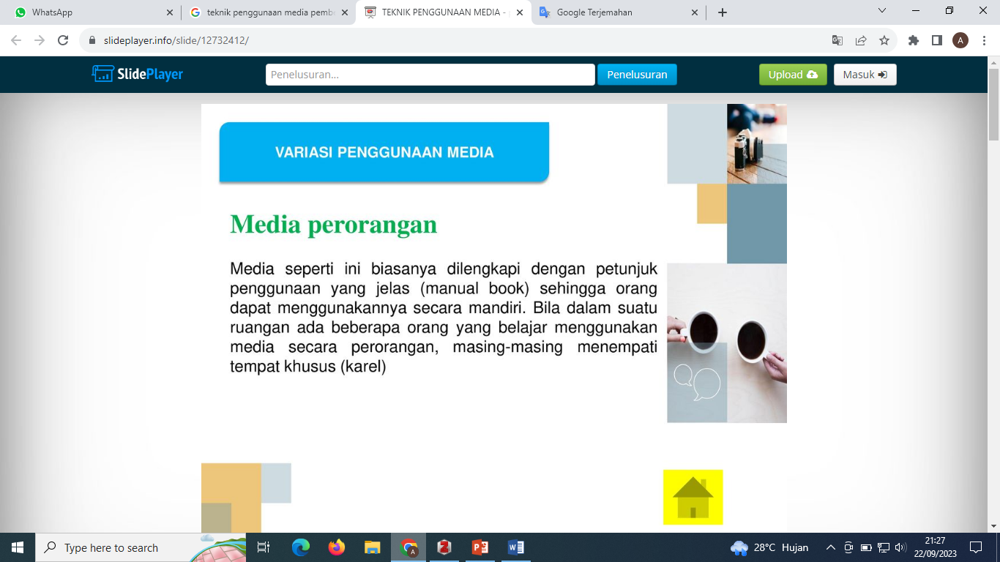 WhatsApp
teknik penggunaan media pemb
TEKNIK PENGGUNAAN MEDIA -
Google Terjemahan
slideplayer.info/slide/12732412/
A
SlidePlayer
Penelusuran...
Penelusuran
Upload
Masuk
VARIASI PENGGUNAAN MEDIA
Media perorangan
Media seperti ini biasanya dilengkapi dengan petunjuk
penggunaan yang jelas (manual book) sehingga orang
dapat menggunakannya secara mandiri. Bila dalam suatu
ruangan ada beberapa orang yang belajar menggunakan
media secara perorangan, masing-masing menempati
tempat khusus (karel)
Type here to search
28°C Hujan
21:27
22/09/2023